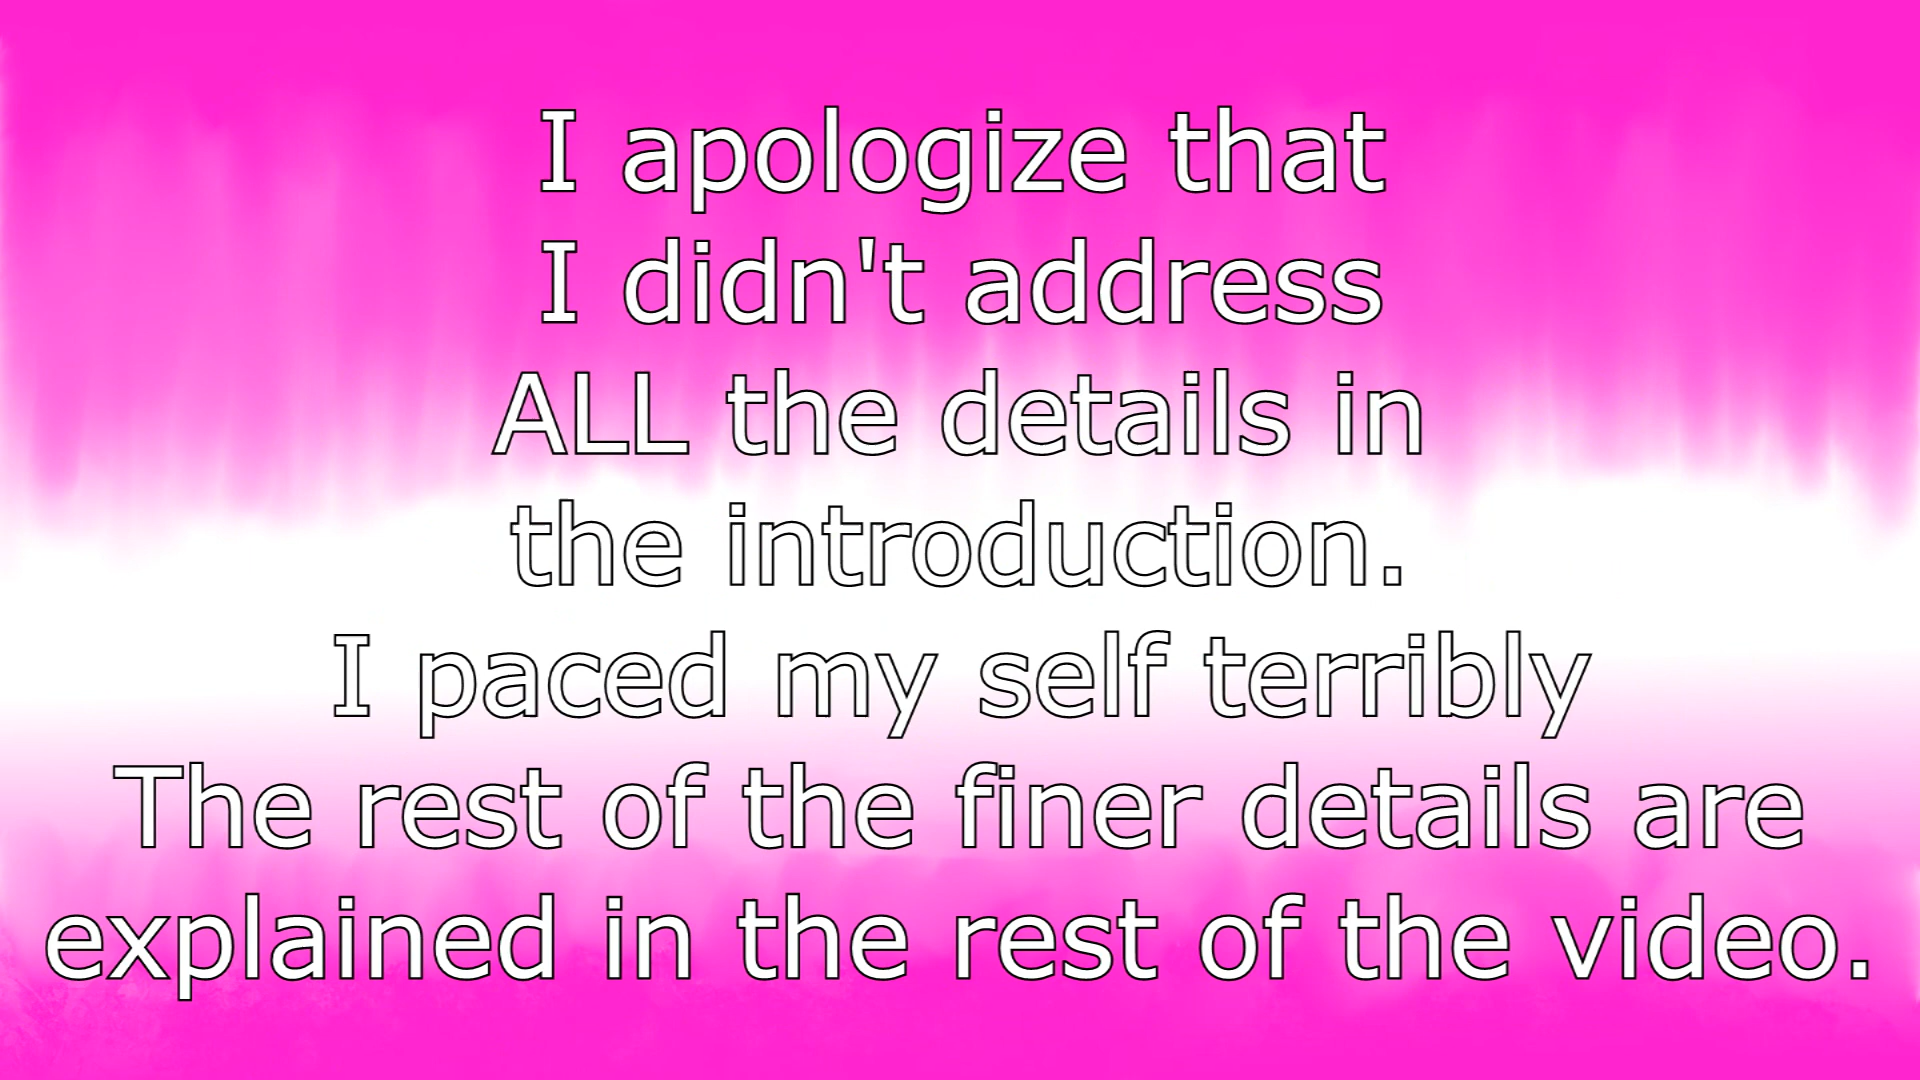 I apologize that
I didn't address
ALL the details in
the introduction.
I paced my self terribly
The rest of the finer details are
explained in the rest of the video.